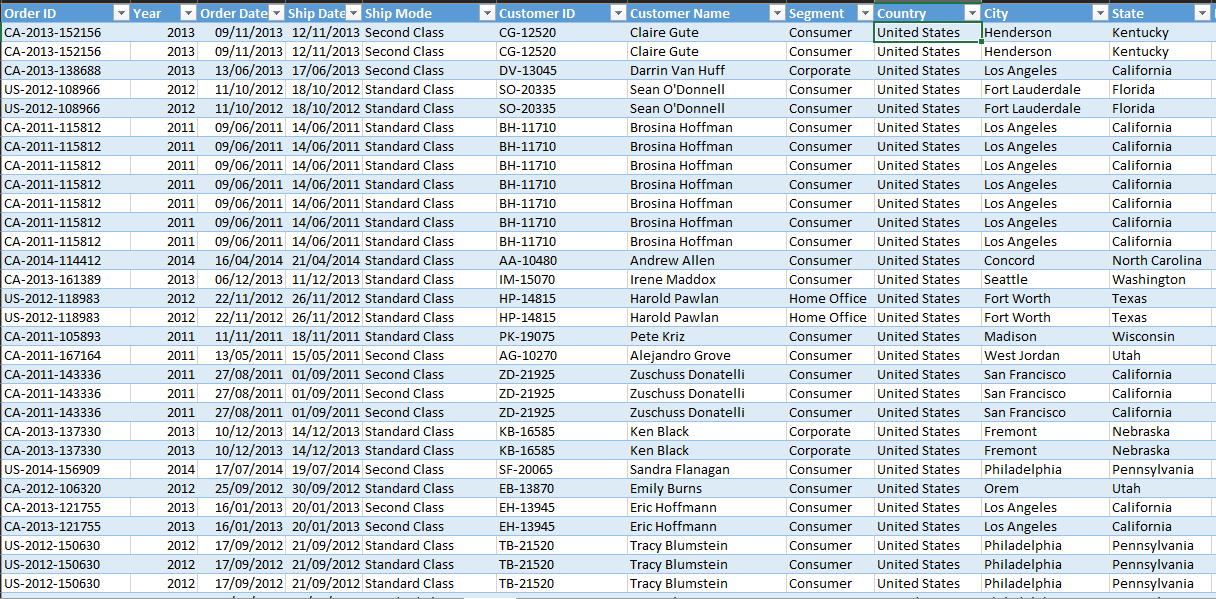 Order ID Year Order Date Ship Date Ship Mode Customer ID Customer Name Segment Country City State
CA-2013-152156 2013 09/11/2013 12/11/2013 Second Class CG-12520 Claire Gute Consumer United States Henderson Kentucky
CA-2013-152156 2013 09/11/2013 12/11/2013 Second Class CG-12520 Claire Gute Consumer United States Henderson Kentucky
CA-2013-138688 2013 13/06/2013 17/06/2013 Second Class DV-13045 Darrin Van Huff Corporate United States Los Angeles California
US-2012-108966 2012 11/10/2012 18/10/2012 Standard Class SO-20335 Sean O'Donnell Consumer United States Fort Lauderdale Florida
US-2012-108966 2012 11/10/2012 18/10/2012 Standard Class SO-20335 Sean O'Donnell Consumer United States Fort Lauderdale Florida
CA-2011-115812 2011 09/06/2011 14/06/2011 Standard Class BH-11710 Brosina Hoffman Consumer United States Los Angeles California
CA-2011-115812 2011 09/06/2011 14/06/2011 Standard Class BH-11710 Brosina Hoffman Consumer United States Los Angeles California
CA-2011-115812 2011 09/06/2011 14/06/2011 Standard Class BH-11710 Brosina Hoffman Consumer United States Los Angeles California
CA-2011-115812 2011 09/06/2011 14/06/2011 Standard Class BH-11710 Brosina Hoffman Consumer United States Los Angeles California
CA-2011-115812 2011 09/06/2011 14/06/2011 Standard Class BH-11710 Brosina Hoffman Consumer United States Los Angeles California
CA-2011-115812 2011 09/06/2011 14/06/2011 Standard Class BH-11710 Brosina Hoffman Consumer United States Los Angeles California
CA-2011-115812 2011 09/06/2011 14/06/2011 Standard Class BH-11710 Brosina Hoffman Consumer United States Los Angeles California
CA-2014-114412 2014 16/04/2014 21/04/2014 Standard Class AA-10480 Andrew Allen Consumer United States Concord North Carolina
CA-2013-161389 2013 06/12/2013 11/12/2013 Standard Class IM-15070 Irene Maddox Consumer United States Seattle Washington
US-2012-118983 2012 22/11/2012 26/11/2012 Standard Class HP-14815 Harold Pawlan Home Office United States Fort Worth Texas
US-2012-118983 2012 22/11/2012 26/11/2012 Standard Class HP-14815 Harold Pawlan Home Office United States Fort Worth Texas
CA-2011-105893 2011 11/11/2011 18/11/2011 Standard Class PK-19075 Pete Kriz Consumer United States Madison Wisconsin
CA-2011-167164 2011 13/05/2011 15/05/2011 Second Class AG-10270 Alejandro Grove Consumer United States West Jordan Utah
CA-2011-143336 2011 27/08/2011 01/09/2011 Second Class ZD-21925 Zuschuss Donatelli Consumer United States San Francisco California
CA-2011-143336 2011 27/08/2011 01/09/2011 Second Class ZD-21925 Zuschuss Donatelli Consumer United States San Francisco California
CA-2011-143336 2011 27/08/2011 01/09/2011 Second Class ZD-21925 Zuschuss Donatelli Consumer United States San Francisco California
CA-2013-137330 2013 10/12/2013 14/12/2013 Standard Class KB-16585 Ken Black Corporate United States Fremont Nebraska
CA-2013-137330 2013 10/12/2013 14/12/2013 Standard Class KB-16585 Ken Black Corporate United States Fremont Nebraska
US-2014-156909 2014 17/07/2014 19/07/2014 Second Class SF-20065 Sandra Flanagan Consumer United States Philadelphia Pennsylvania
CA-2012-106320 2012 25/09/2012 30/09/2012 Standard Class EB-13870 Emily Burns Consumer United States Orem Utah
CA-2013-121755 2013 16/01/2013 20/01/2013 Second Class EH-13945 Eric Hoffmann Consumer United States Los Angeles California
CA-2013-121755 2013 16/01/2013 20/01/2013 Second Class EH-13945 Eric Hoffmann Consumer United States Los Angeles California
US-2012-150630 2012 17/09/2012 21/09/2012 Standard Class TB-21520 Tracy Blumstein Consumer United States Philadelphia Pennsylvania
US-2012-150630 2012 17/09/2012 21/09/2012 Standard Class TB-21520 Tracy Blumstein Consumer United States Philadelphia Pennsylvania
US-2012-150630 2012 17/09/2012 21/09/2012 Standard Class TB-21520 Tracy Blumstein Consumer United States Philadelphia Pennsylvania